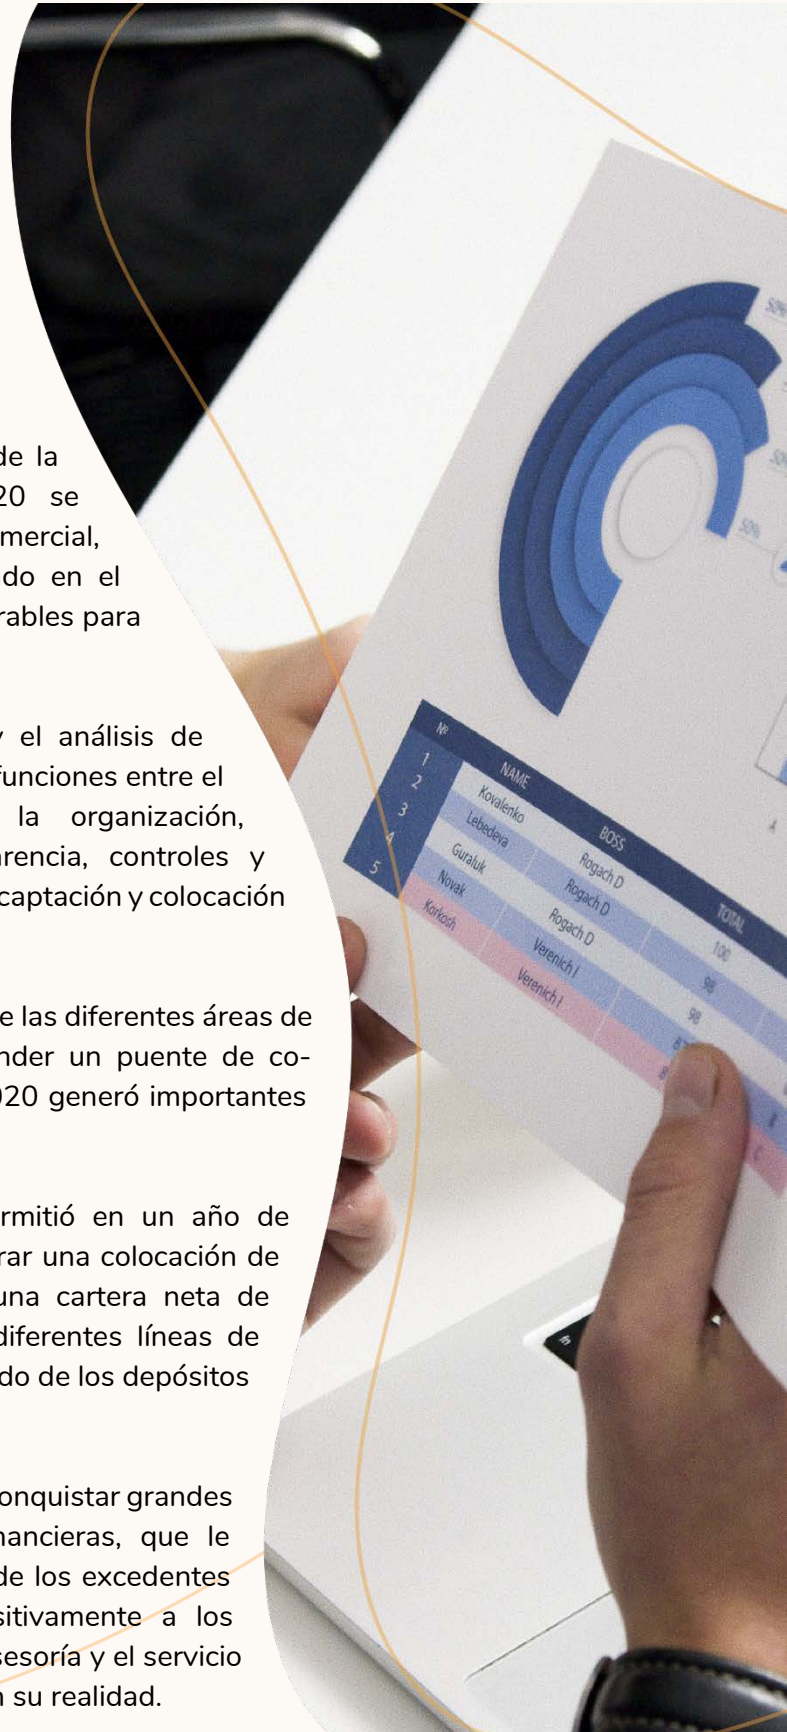 de la
20 se
mercial,
do en el
rables para
y el análisis de
funciones entre el
la organización,
arencia, controles y
captación y colocación
e las diferentes áreas de
nder un puente de co-
020 generó importantes
rmitió en un año de
rar una colocación de
una cartera neta de
diferentes líneas de
do de los depósitos
onquistar grandes
nancieras, que le
de los excedentes
sitivamente a los
sesoría y el servicio
n su realidad.
50%
50%
50%
Nº NAME BOSS TOTAL
1 Kovalenko Rogach D 100
2 Lebedeva Rogach D 98
3 Guraluk Rogach D 98
4 Novak Verenich I
5 Korkosh Verenich I
A
fn